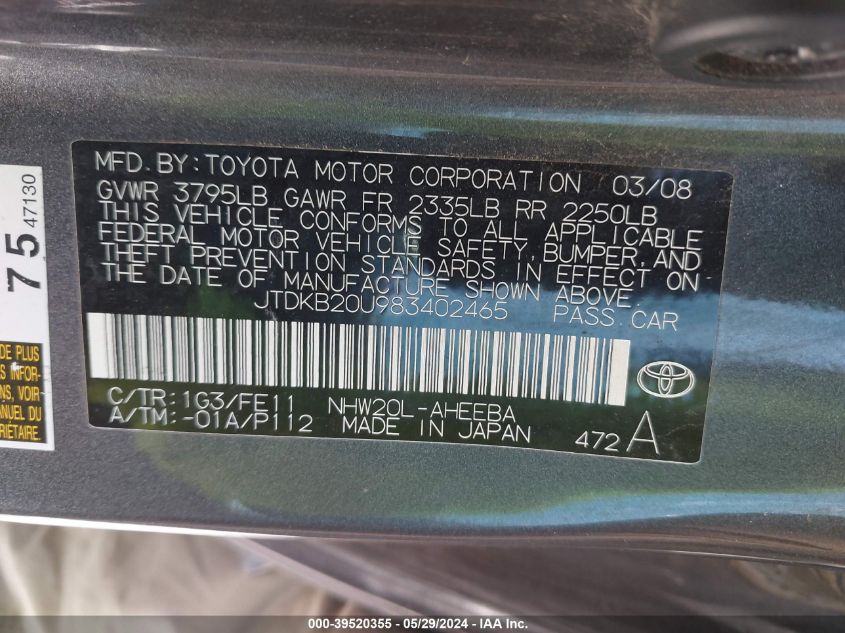 MFD. BY: TOYOTA MOTOR CORPORATION 03/08
GVWR 3795LB GAWR FR 2335LB RR 2250LB
THIS VEHICLE CONFORMS TO ALL APPLICABLE
FEDERAL MOTOR VEHICLE SAFETY, BUMPER, AND
THEFT PREVENTION STANDARDS IN EFFECT ON
THE DATE OF MANUFACTURE SHOWN ABOVE.
JTDKB20U983402465 PASS. CAR
C/TR: 1G3/FE11 NHW20L-AHEEBA
A/TM: -01A/P112 MADE IN JAPAN 472 A
75 47130
DE PLUS
S INFOR-
S, VOIR-
ANUEL
RIÉTAIRE.
000-39520355 - 05/29/2024 - IAA Inc.